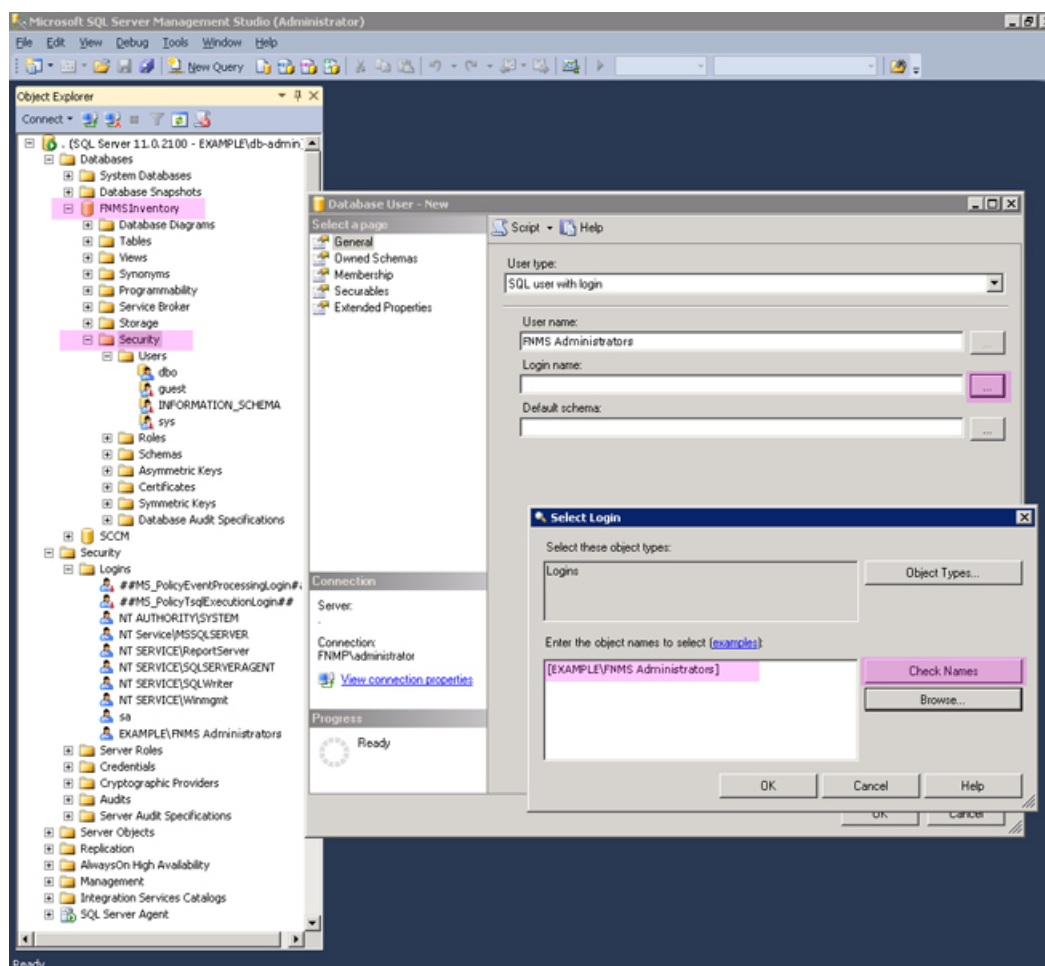 Microsoft SQL Server Management Studio (Administrator)
File Edit View Debug Tools Window Help
New Query
Object Explorer
Connect
. (SQL Server 11.0.2100 - EXAMPLE\db-admin
Databases
System Databases
Database Snapshots
FNMSInventory
Database Diagrams
Tables
Views
Synonyms
Programmability
Service Broker
Storage
Security
Users
dbo
guest
INFORMATION_SCHEMA
sys
Roles
Schemas
Asymmetric Keys
Certificates
Symmetric Keys
Database Audit Specifications
SCCM
Security
Logins
##MS_PolicyEventProcessingLogin#
##MS_PolicyTsqlExecutionLogin##
NT AUTHORITY\SYSTEM
NT Service\MSSQLSERVER
NT SERVICE\ReportServer
NT SERVICE\SQLSERVERAGENT
NT SERVICE\SQLWriter
NT SERVICE\Winmgmt
sa
EXAMPLE\FNMS Administrators
Server Roles
Credentials
Cryptographic Providers
Audits
Server Audit Specifications
Server Objects
Replication
AlwaysOn High Availability
Management
Integration Services Catalogs
SQL Server Agent
Ready
Database User - New
Select a page
General
Owned Schemas
Membership
Securables
Extended Properties
Connection
Server:
.
Connection:
FNMP\administrator
View connection properties
Progress
Ready
Script Help
User type:
SQL user with login
User name:
FNMS Administrators
...
Login name:
...
Default schema:
...
OK Cancel
Select Login
Select these object types:
Logins
Object Types...
Enter the object names to select (examples):
[EXAMPLE\FNMS Administrators]
Check Names
Browse...
OK Cancel Help